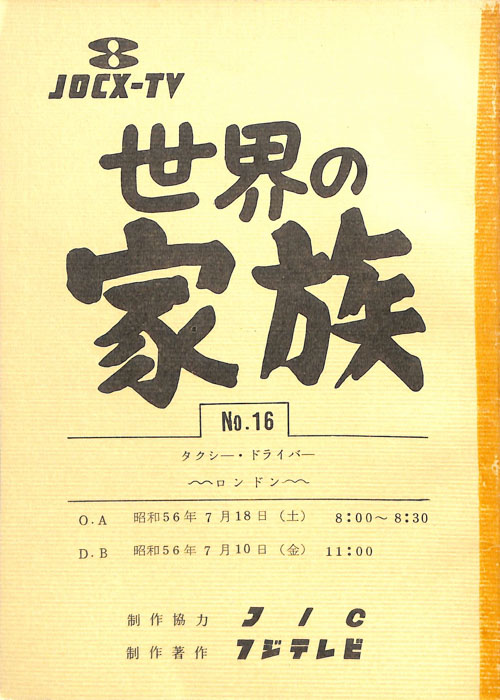 8
JOCX-TV
世界の
家族
No.16
タクシー・ドライバー
〜〜ロンドン〜〜
O.A 昭和56年7月18日（土） 8:00〜8:30
D.B 昭和56年7月10日（金） 11:00
制作協力 JIC
制作著作 フジテレビ